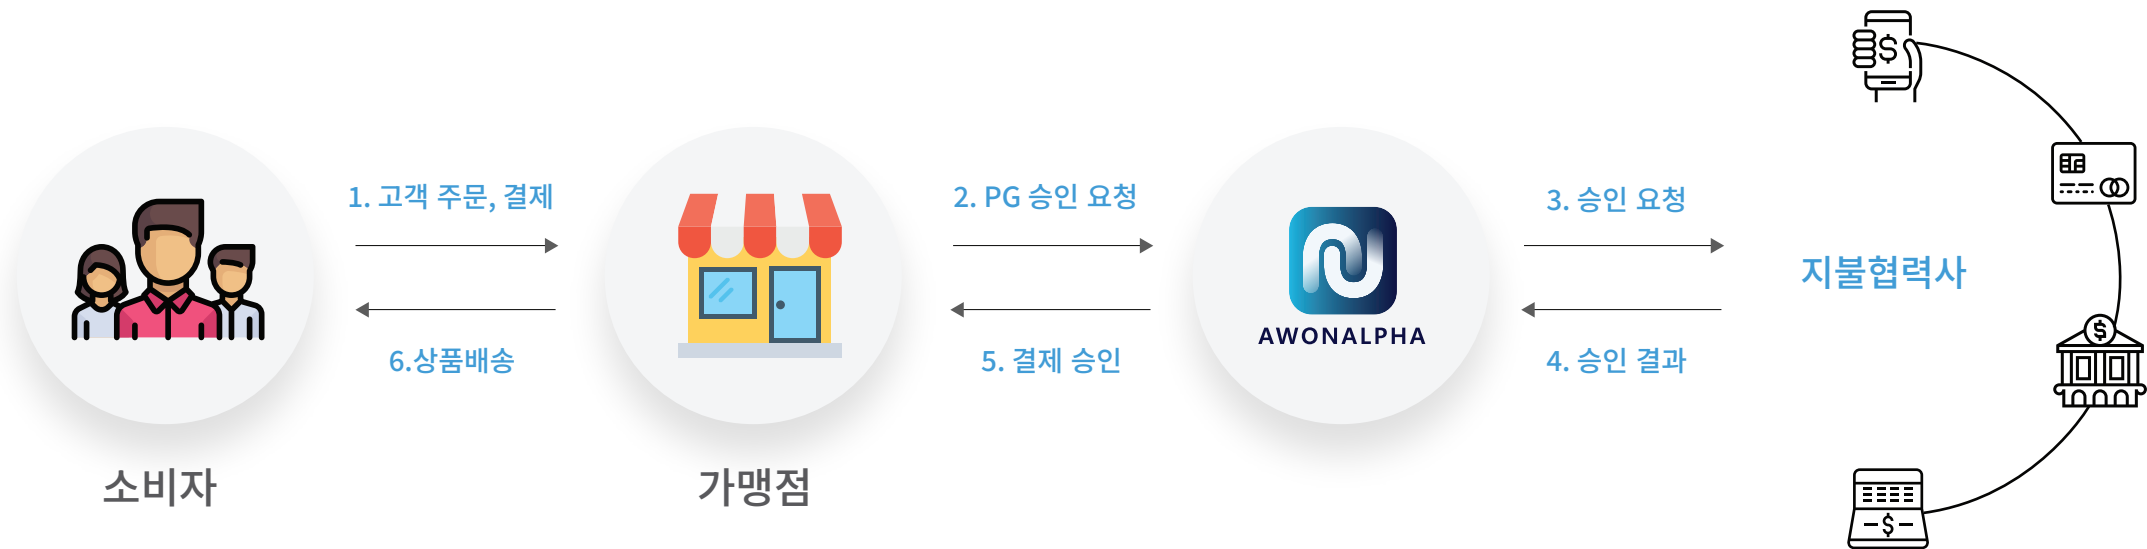 1. 고객 주문, 결제
6.상품배송
소비자
가맹점
2. PG 승인 요청
5. 결제 승인
AWONALPHA
3. 승인 요청
4. 승인 결과
지불협력사
$
$
$